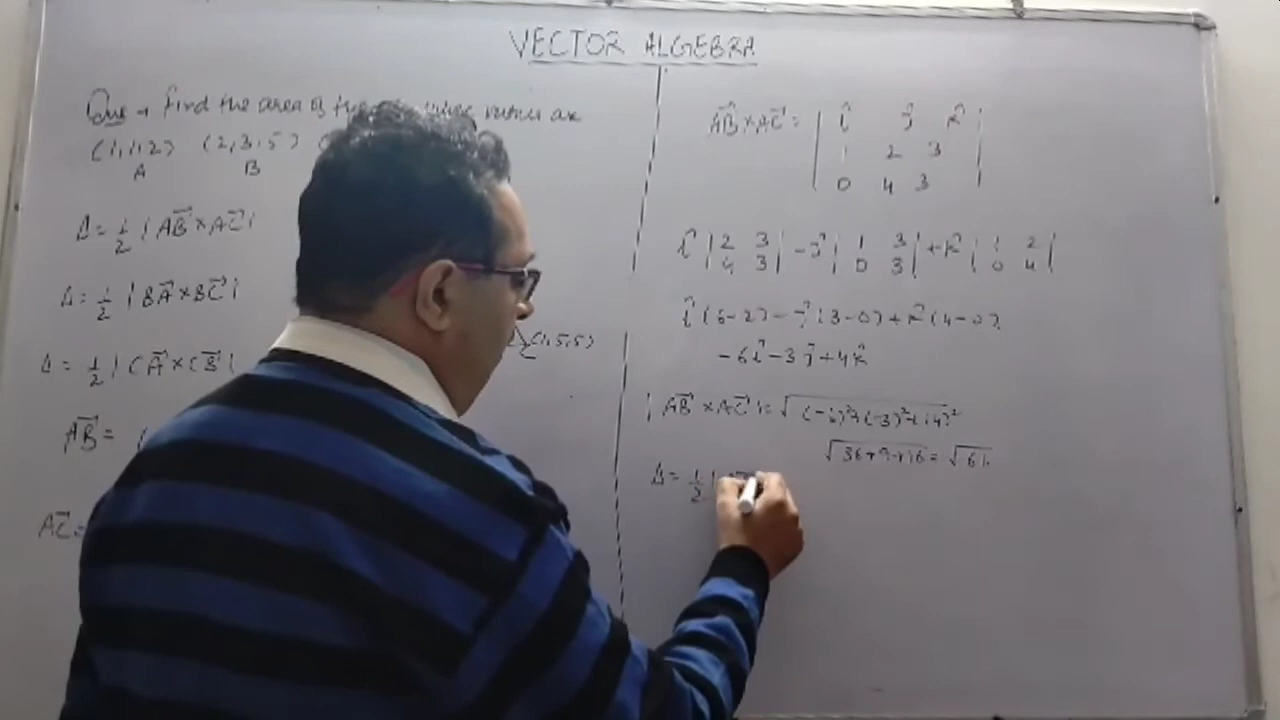 VECTOR ALGEBRA
Que → Find the area of the whose vertices are
(1,1,2) (2,3,5) (
A B
Δ = 1/2 | AB⃗ × AC⃗ |
Δ = 1/2 | BA⃗ × BC⃗ |
Δ = 1/2 | CA⃗ × CB⃗ |
(1,5,5)
AB⃗ = (
AC⃗ =
AB⃗ × AC⃗ = | î ĵ k̂ |
1 2 3
0 4 3
î | 2 3 | - ĵ | 1 3 | + k̂ | 1 2 |
4 3 0 3 0 4
î (6-12) - ĵ (3-0) + k̂ (4-0)
-6î - 3ĵ + 4k̂
| AB⃗ × AC⃗ | = √(-6)²+(-3)²+(4)²
√36+9+16 = √61
Δ = 1/2 |